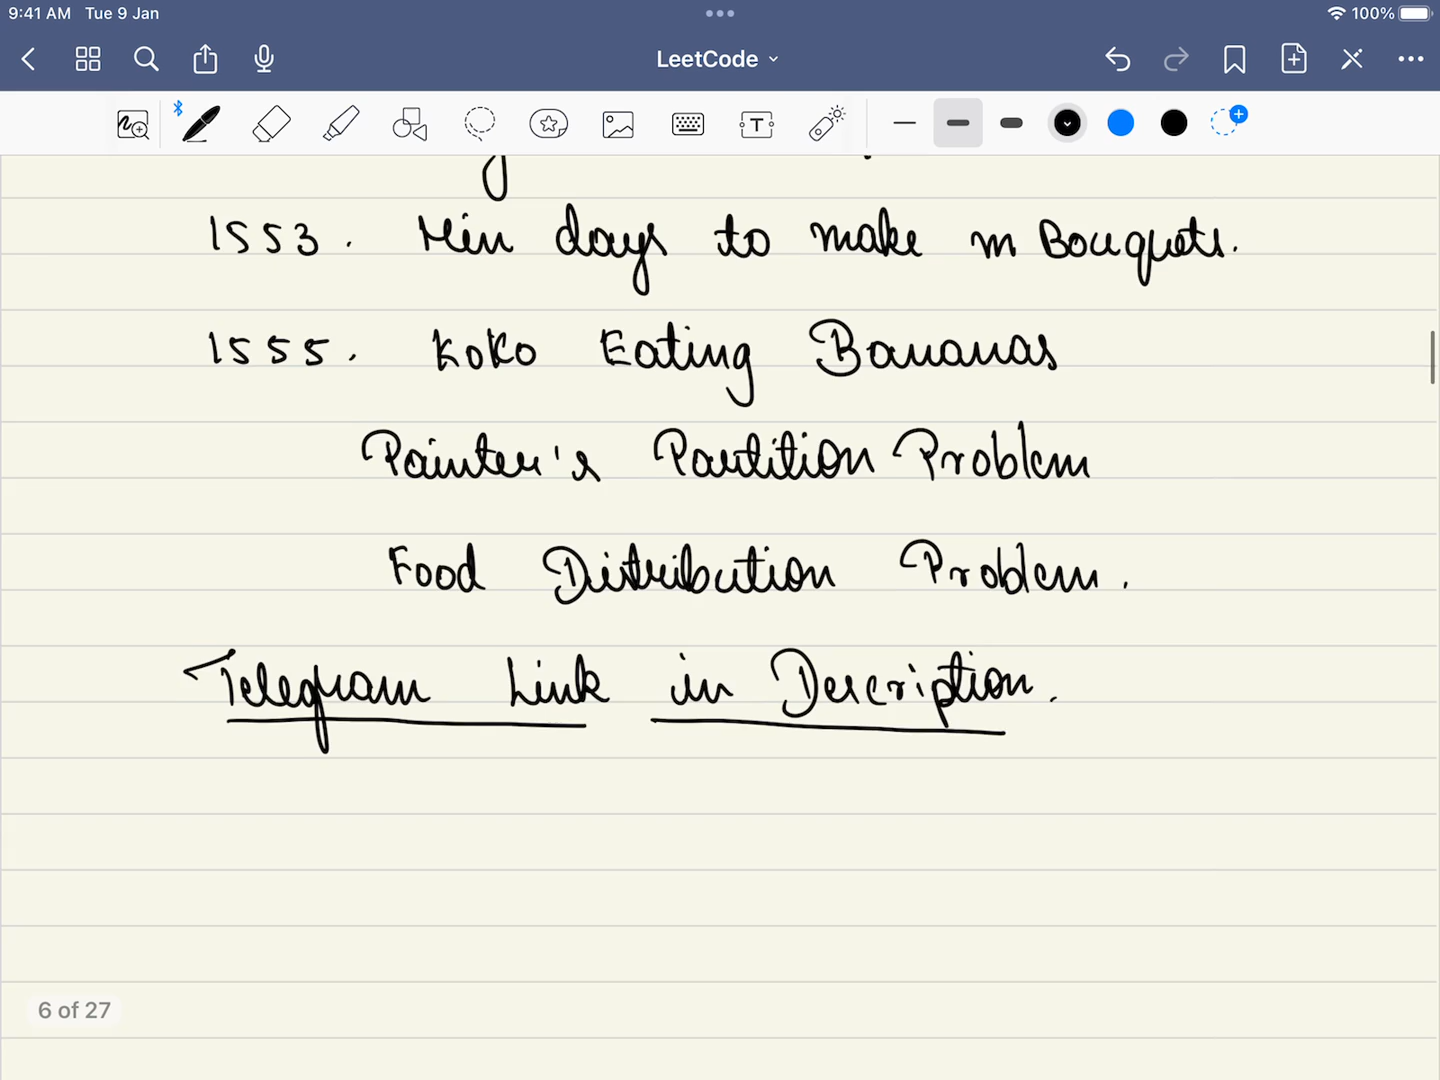 9:41 AM Tue 9 Jan
100%
LeetCode
T
1553. Min days to make m Bouquets.
1555. Koko Eating Bananas
Painter's Partition Problem
Food Distribution Problem.
Telegram Link in Description.
6 of 27